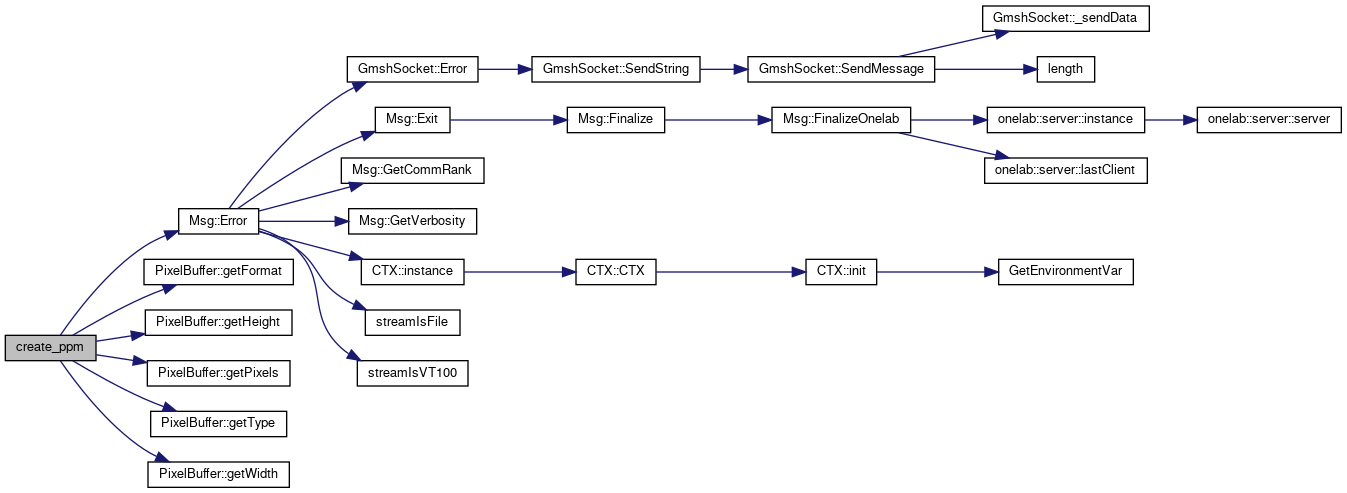 GmshSocket::_sendData
GmshSocket::Error
GmshSocket::SendString
GmshSocket::SendMessage
length
Msg::Exit
Msg::Finalize
Msg::FinalizeOnelab
onelab::server::instance
onelab::server::server
Msg::GetCommRank
onelab::server::lastClient
Msg::Error
Msg::GetVerbosity
PixelBuffer::getFormat
CTX::instance
CTX::CTX
CTX::init
GetEnvironmentVar
PixelBuffer::getHeight
streamIsFile
create_ppm
PixelBuffer::getPixels
streamIsVT100
PixelBuffer::getType
PixelBuffer::getWidth